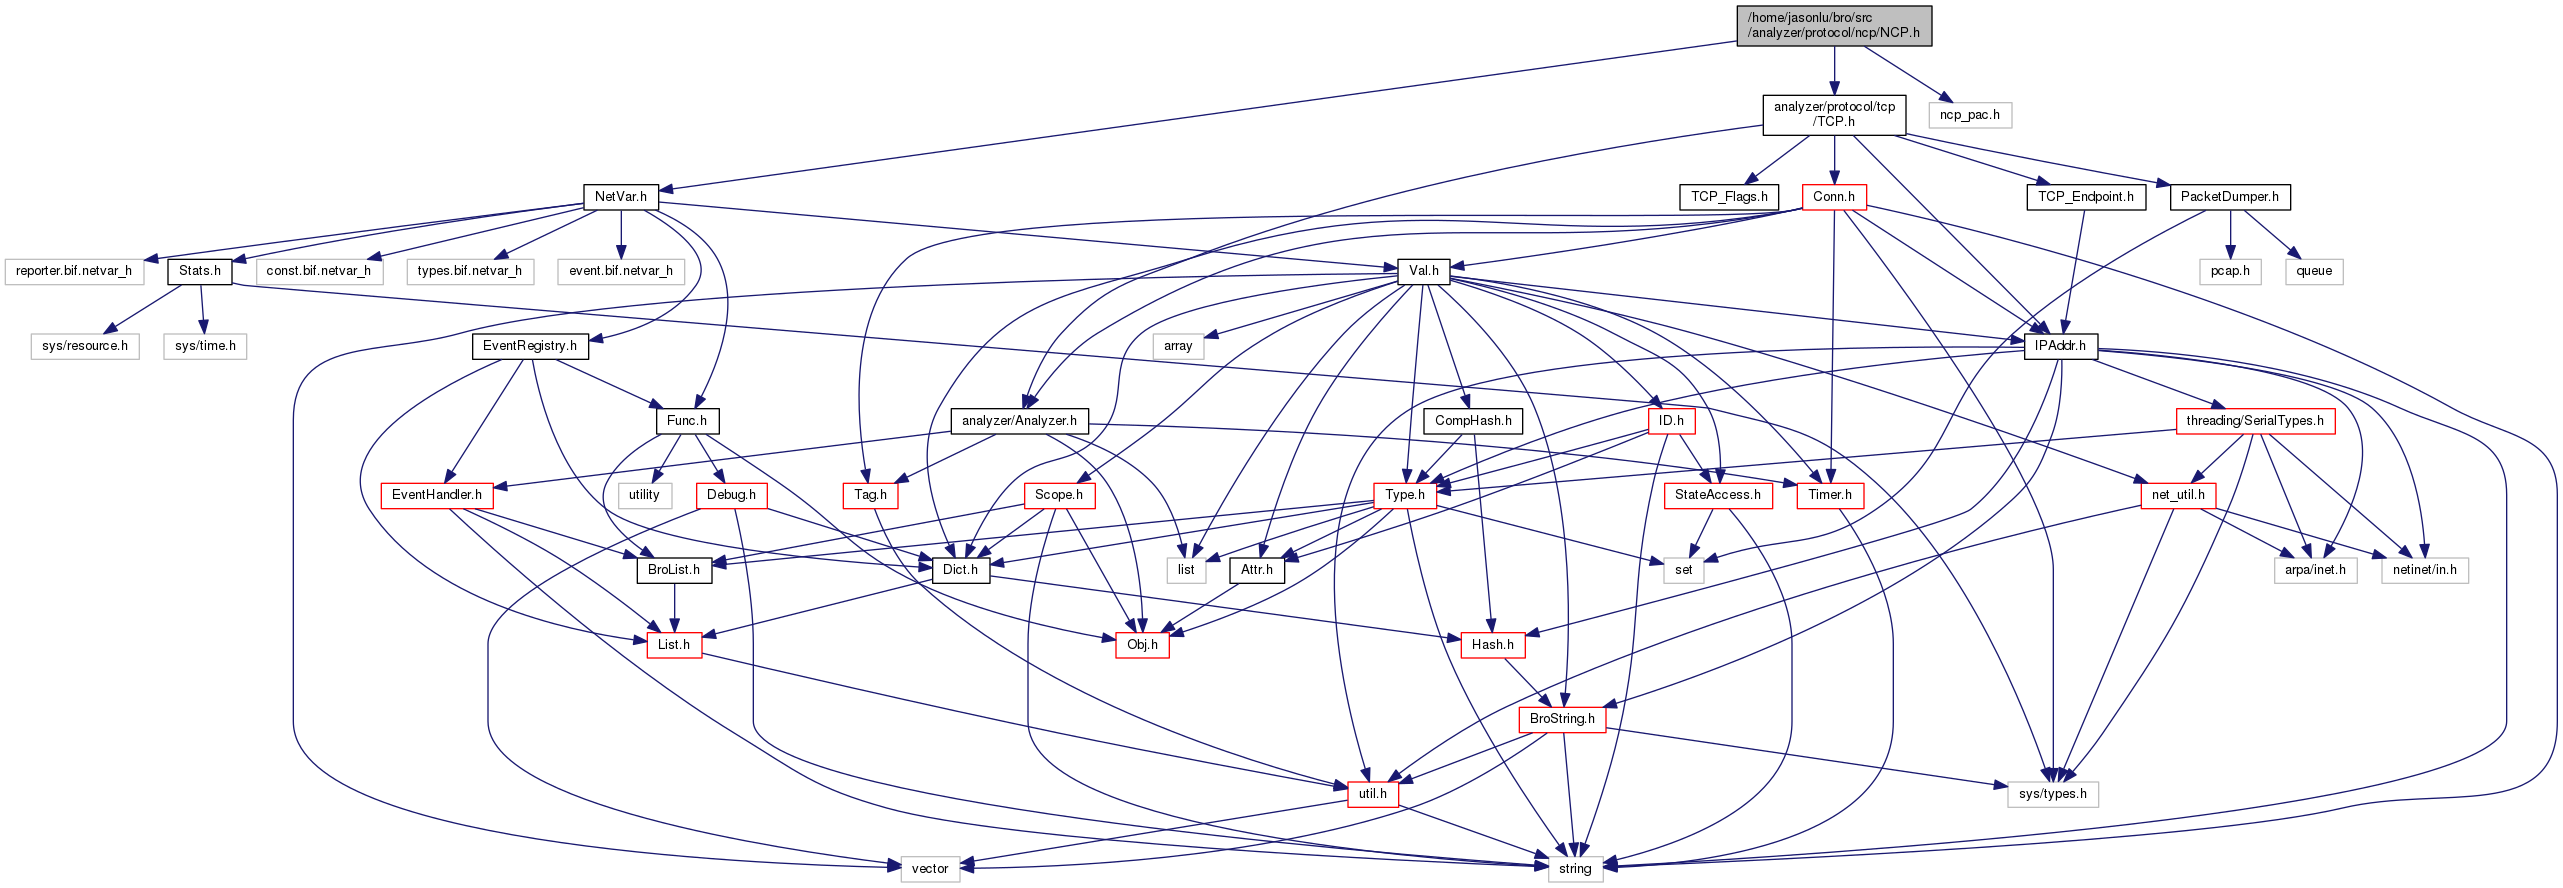 /home/jasonlu/bro/src
/analyzer/protocol/ncp/NCP.h
analyzer/protocol/tcp
/TCP.h
ncp_pac.h
NetVar.h
TCP_Flags.h
Conn.h
TCP_Endpoint.h
PacketDumper.h
reporter.bif.netvar_h
Stats.h
const.bif.netvar_h
types.bif.netvar_h
event.bif.netvar_h
Val.h
pcap.h
queue
sys/resource.h
sys/time.h
EventRegistry.h
array
IPAddr.h
Func.h
analyzer/Analyzer.h
CompHash.h
ID.h
threading/SerialTypes.h
EventHandler.h
utility
Debug.h
Tag.h
Scope.h
Type.h
StateAccess.h
Timer.h
net_util.h
BroList.h
Dict.h
list
Attr.h
set
arpa/inet.h
netinet/in.h
List.h
Obj.h
Hash.h
BroString.h
util.h
sys/types.h
vector
string